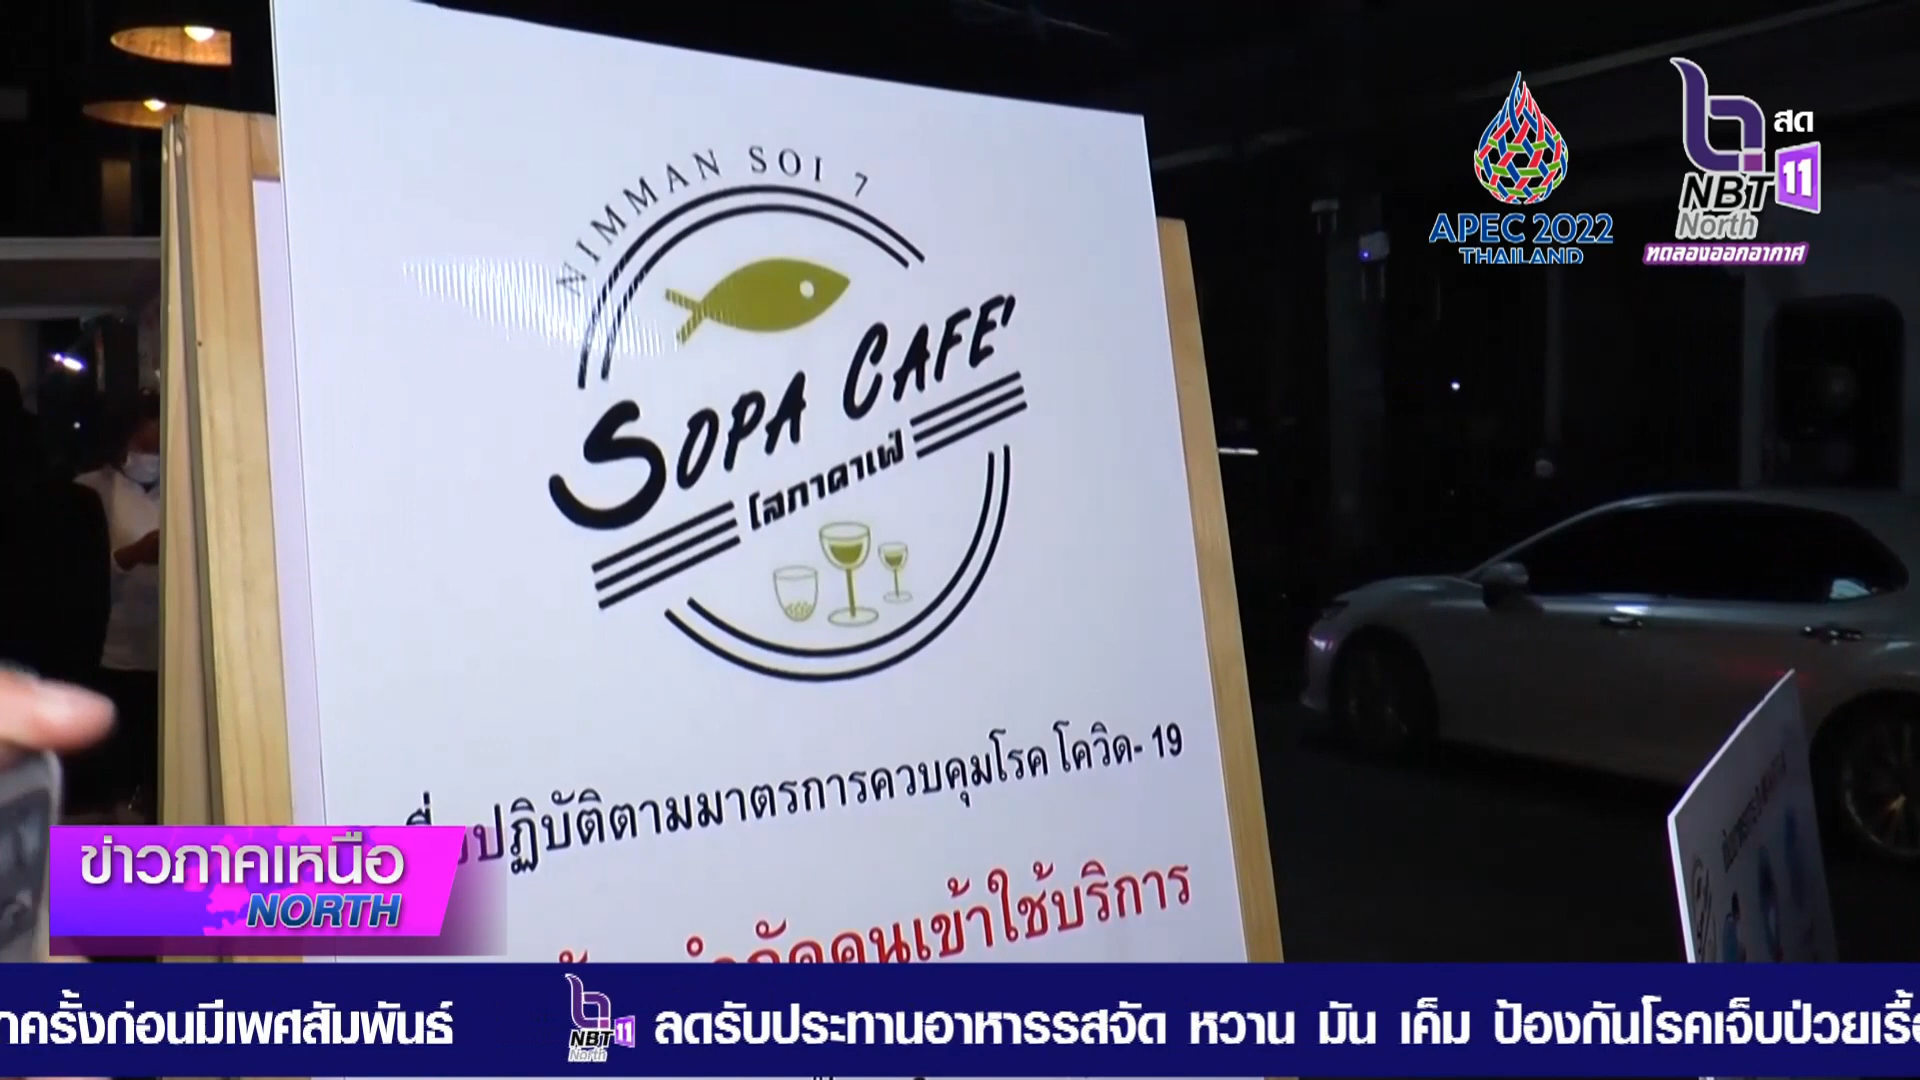 NIMMAN SOI 7
SOPA CAFE'
โสภาคาเฟ่
ปฏิบัติตามมาตรการควบคุมโรค โควิด- 19
คนเข้าใช้บริการ
APEC 2022
THAILAND
สด
NBT 11
North
ทดลองออกอากาศ
ข่าวภาคเหนือ
NORTH
ครั้งก่อนมีเพศสัมพันธ์
NBT 11
North
ลดรับประทานอาหารรสจัด หวาน มัน เค็ม ป้องกันโรคเจ็บป่วย